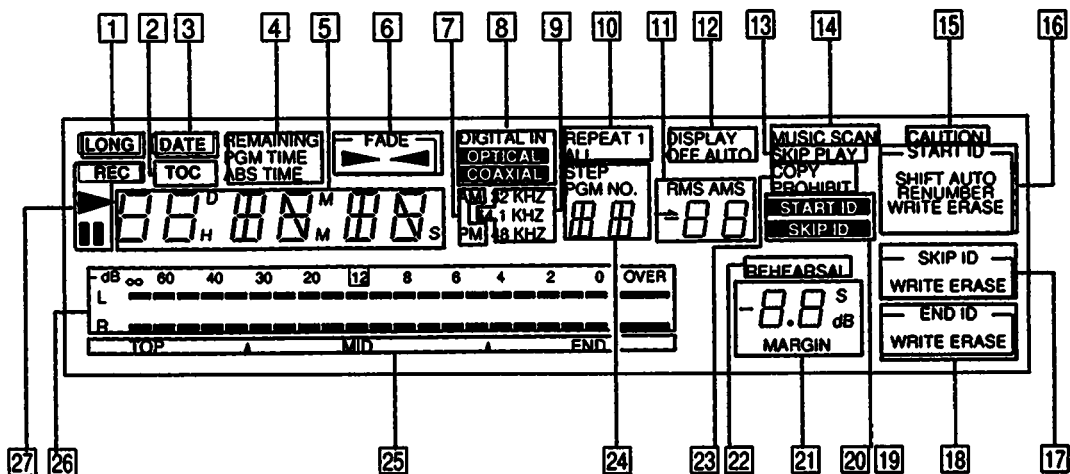 1 2 3 4 5 6 7 8 9 10 11 12 13 14 15 16
LONG DATE REMAINING FADE DIGITAL IN REPEAT 1 DISPLAY MUSIC SCAN CAUTION
PGM TIME OPTICAL ALL OFF AUTO SKIP PLAY START ID
REC TOC ABS TIME COAXIAL STEP COPY SHIFT AUTO
AM 32 KHZ PGM NO. RMS AMS PROHIBIT RENUMBER
D M 44.1 KHZ START ID WRITE ERASE
H M S PM 48 KHZ SKIP ID
REHEARSAL SKIP ID
-dB ∞ 60 40 30 20 12 8 6 4 2 0 OVER WRITE ERASE
L S
R -8.8 dB END ID
TOP MID END MARGIN WRITE ERASE
27 26 25 24 23 22 21 20 19 18 17